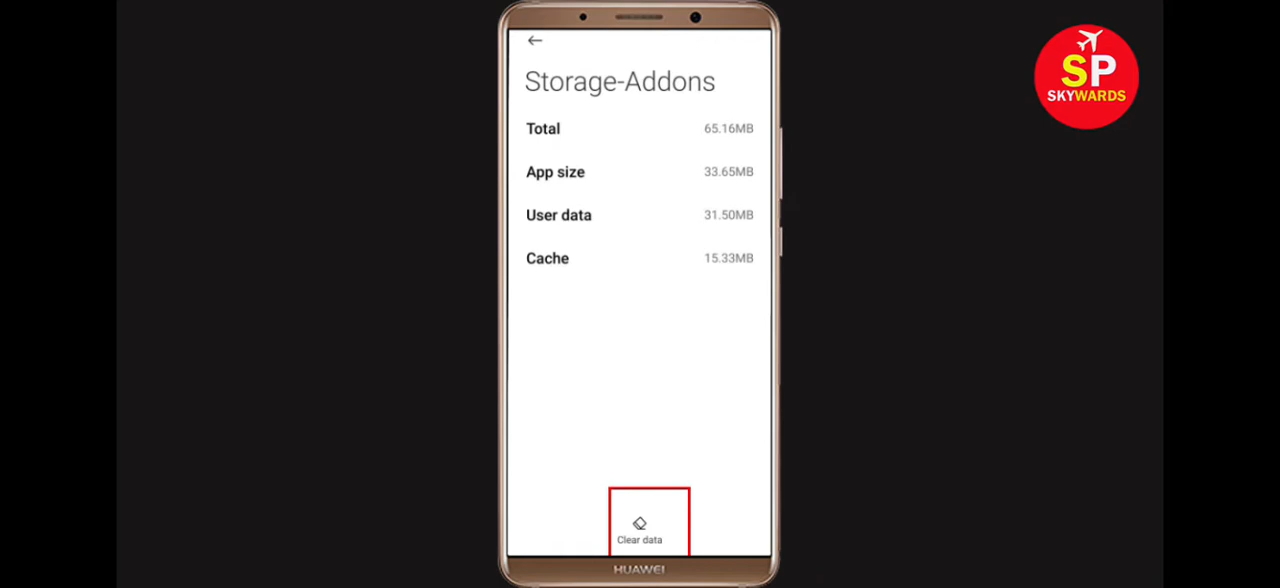 Storage-Addons
Total 65.16MB
App size 33.65MB
User data 31.50MB
Cache 15.33MB
Clear data
HUAWEI
SP
SKYWARDS